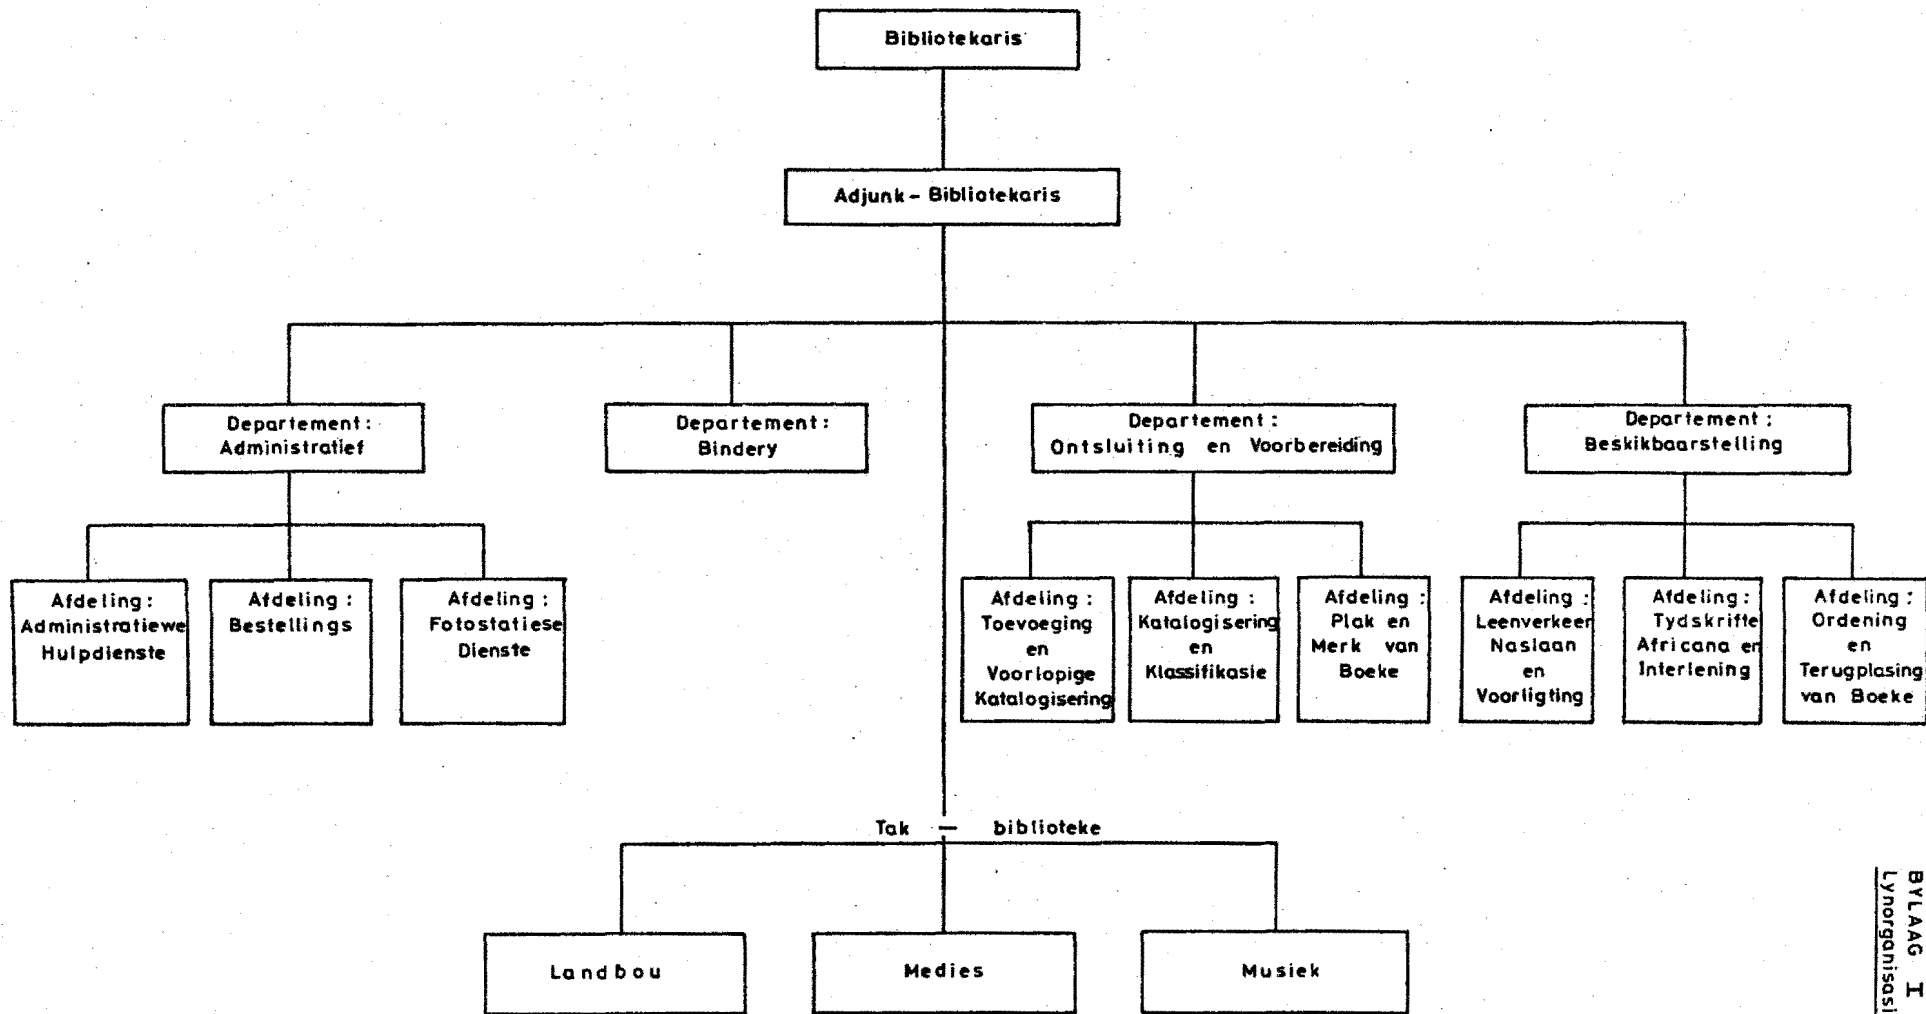 Bibliotekaris
Adjunk - Bibliotekaris
Departement :
Administratief
Departement :
Bindery
Departement :
Ontsluiting en Voorbereiding
Departement :
Beskikbaarstelling
Afdeling :
Administratiewe
Hulpdienste
Afdeling :
Bestellings
Afdeling :
Fotostatiese
Dienste
Afdeling :
Toevoeging
en
Voorlopige
Katalogisering
Afdeling :
Katalogisering
en
Klassifikasie
Afdeling :
Plak en
Merk van
Boeke
Afdeling :
Leenverkeer
Naslaan
en
Voorligting
Afdeling :
Tydskrifte
Africana en
Interlening
Afdeling :
Ordening
en
Terugplasing
van Boeke
Tak - biblioteke
Landbou
Medies
Musiek
BYLAAG I